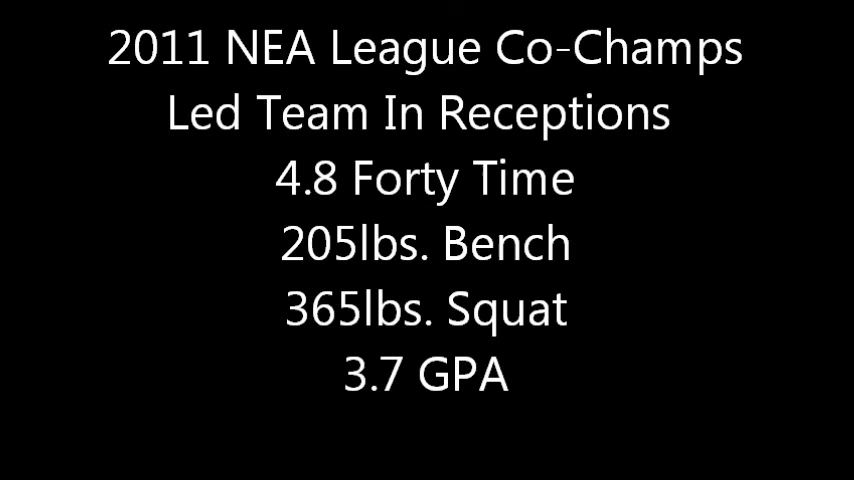 2011 NEA League Co-Champs
Led Team In Receptions
4.8 Forty Time
205lbs. Bench
365lbs. Squat
3.7 GPA